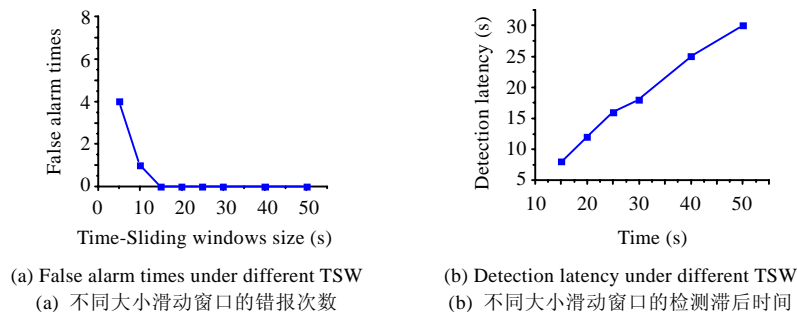 False alarm times
8
6
4
2
0
0 10 20 30 40 50
Time-Sliding windows size (s)
(a) False alarm times under different TSW
(a) 不同大小滑动窗口的错报次数
Detection latency (s)
30
25
20
15
10
5
10 20 30 40 50
Time (s)
(b) Detection latency under different TSW
(b) 不同大小滑动窗口的检测滞后时间